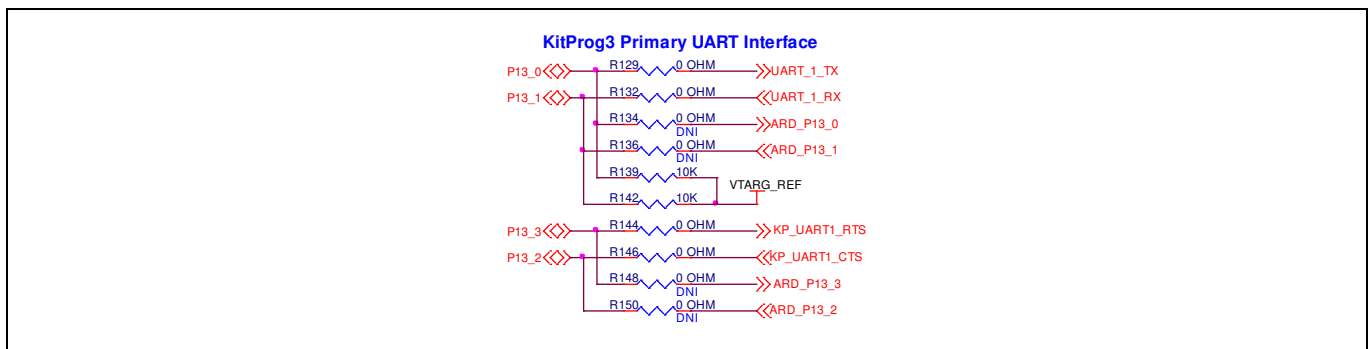 KitProg3 Primary UART Interface
P13_0 R129 0 OHM UART_1_TX
P13_1 R132 0 OHM UART_1_RX
R134 0 OHM ARD_P13_0
DNI
R136 0 OHM ARD_P13_1
DNI
R139 10K
VTARG_REF
R142 10K
P13_3 R144 0 OHM KP_UART1_RTS
P13_2 R146 0 OHM KP_UART1_CTS
R148 0 OHM ARD_P13_3
DNI
R150 0 OHM ARD_P13_2
DNI